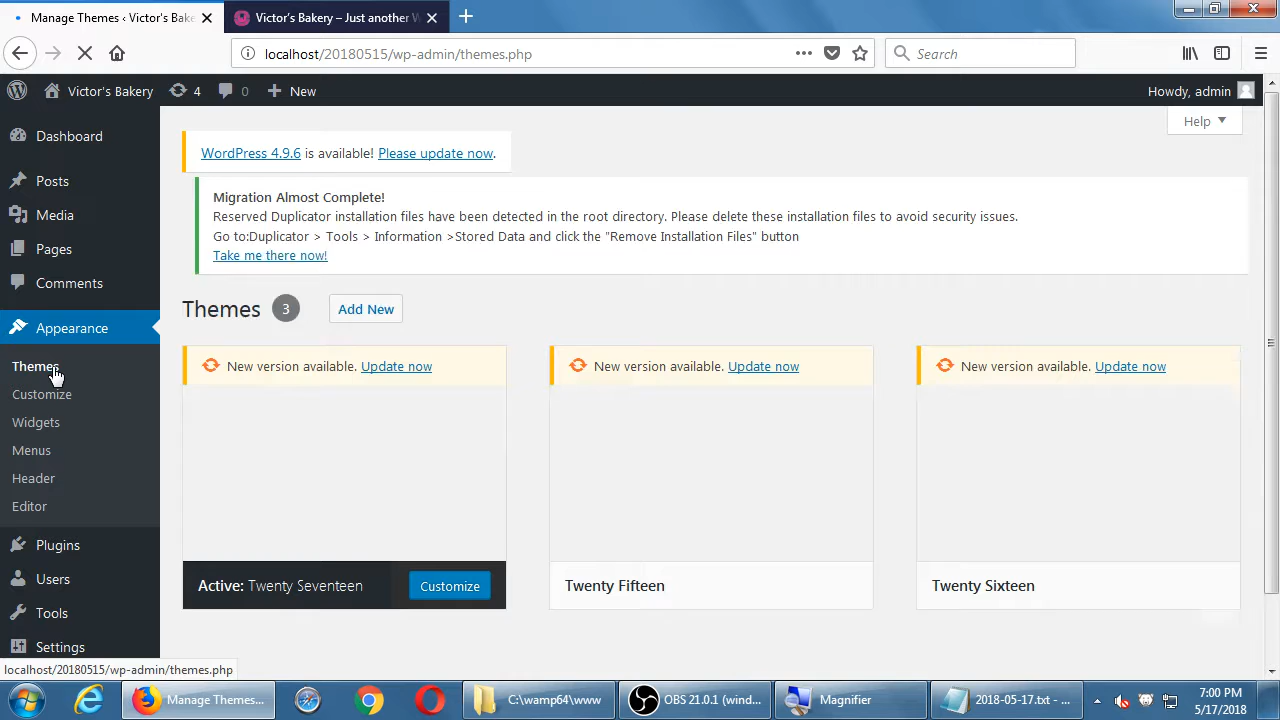 Manage Themes ‹ Victor's Bake
Victor's Bakery – Just another W
localhost/20180515/wp-admin/themes.php
Search
Victor's Bakery
4
0
New
Howdy, admin
Help
Dashboard
Posts
Media
Pages
Comments
Appearance
Themes
Customize
Widgets
Menus
Header
Editor
Plugins
Users
Tools
Settings
WordPress 4.9.6 is available! Please update now.
Migration Almost Complete!
Reserved Duplicator installation files have been detected in the root directory. Please delete these installation files to avoid security issues.
Go to:Duplicator > Tools > Information >Stored Data and click the "Remove Installation Files" button
Take me there now!
Themes 3 Add New
New version available. Update now
New version available. Update now
New version available. Update now
Active: Twenty Seventeen Customize
Twenty Fifteen
Twenty Sixteen
localhost/20180515/wp-admin/themes.php
Manage Themes...
C:\wamp64\www
OBS 21.0.1 (wind...
Magnifier
2018-05-17.txt - ...
7:00 PM
5/17/2018